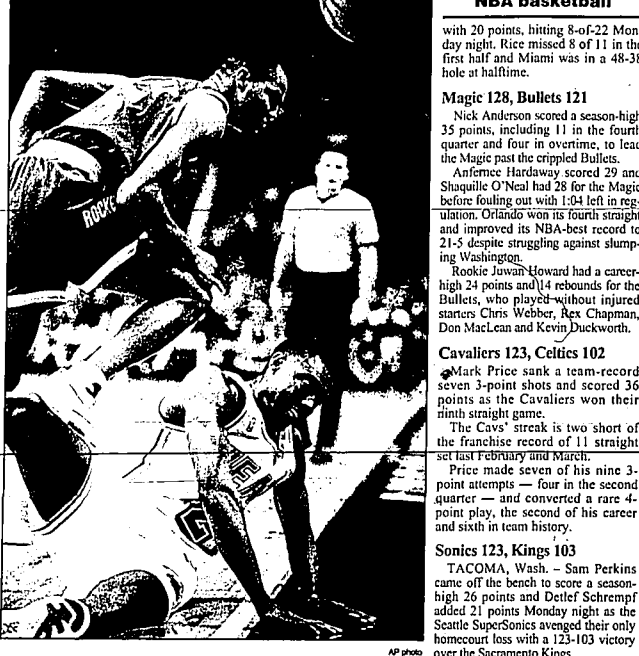 NBA basketball
with 20 points, hitting 8-of-22 Mon-
day night. Rice missed 8 of 11 in the
first half and Miami was in a 48-38
hole at halftime.
Magic 128, Bullets 121
Nick Anderson scored a season-high
35 points, including 11 in the fourth
quarter and four in overtime, to lead
the Magic past the crippled Bullets.
Anfernee Hardaway scored 29 and
Shaquille O'Neal had 28 for the Magic
before fouling out with 1:04 left in reg-
ulation. Orlando won its fourth straight
and improved its NBA-best record to
21-5 despite struggling against slump-
ing Washington.
Rookie Juwan Howard had a career-
high 24 points and 14 rebounds for the
Bullets, who played without injured
starters Chris Webber, Rex Chapman,
Don MacLean and Kevin Duckworth.
Cavaliers 123, Celtics 102
Mark Price sank a team-record
seven 3-point shots and scored 36
points as the Cavaliers won their
ninth straight game.
The Cavs' streak is two short of
the franchise record of 11 straight
set last February and March.
Price made seven of his nine 3-
point attempts — four in the second
quarter — and converted a rare 4-
point play, the second of his career
and sixth in team history.
Sonics 123, Kings 103
TACOMA, Wash. – Sam Perkins
came off the bench to score a season-
high 26 points and Detlef Schrempf
added 21 points Monday night as the
Seattle SuperSonics avenged their only
homecourt loss with a 123-103 victory
over the Sacramento Kings.
ROCKE
AP photo